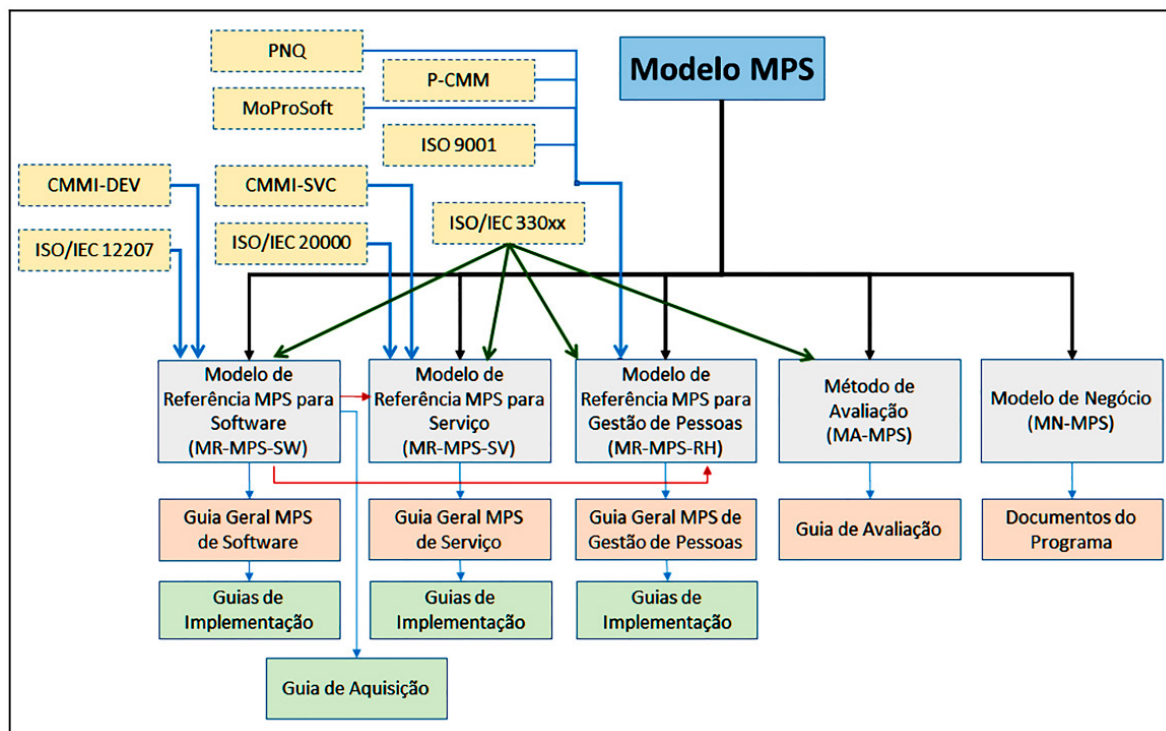 PNQ
Modelo MPS
P-CMM
MoProSoft
ISO 9001
CMMI-DEV
CMMI-SVC
ISO/IEC 330xx
ISO/IEC 12207
ISO/IEC 20000
Modelo de
Referência MPS para
Software
(MR-MPS-SW)
Modelo de
Referência MPS para
Serviço
(MR-MPS-SV)
Modelo de
Referência MPS para
Gestão de Pessoas
(MR-MPS-RH)
Método de
Avaliação
(MA-MPS)
Modelo de Negócio
(MN-MPS)
Guia Geral MPS
de Software
Guia Geral MPS
de Serviço
Guia Geral MPS de
Gestão de Pessoas
Guia de Avaliação
Documentos do
Programa
Guias de
Implementação
Guias de
Implementação
Guias de
Implementação
Guia de Aquisição